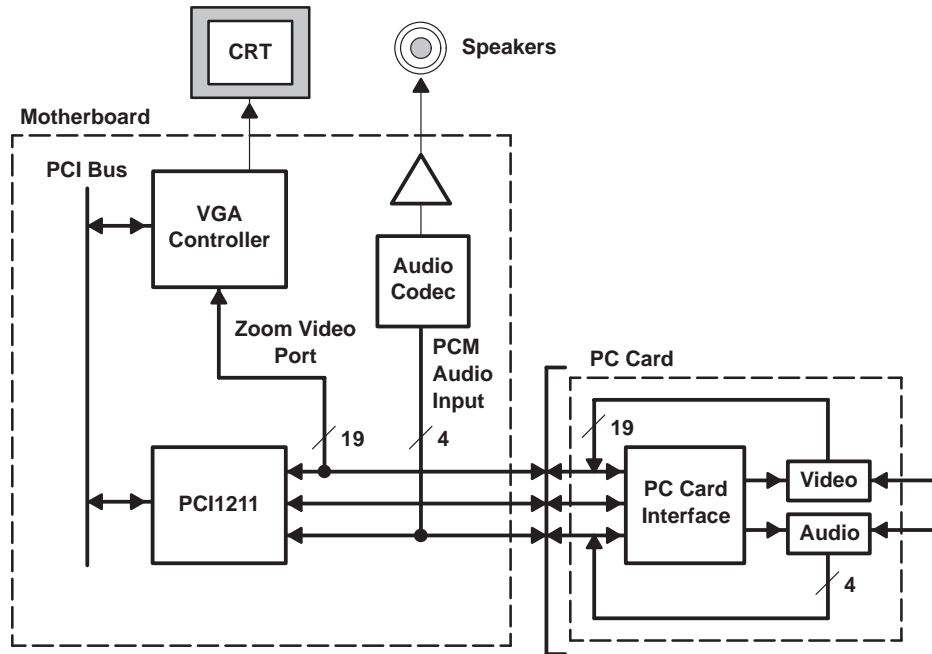 CRT
Speakers
Motherboard
PCI Bus
VGA
Controller
Audio
Codec
Zoom Video
Port
PCM
Audio
Input
PC Card
19
4
19
PCI1211
PC Card
Interface
Video
Audio
4